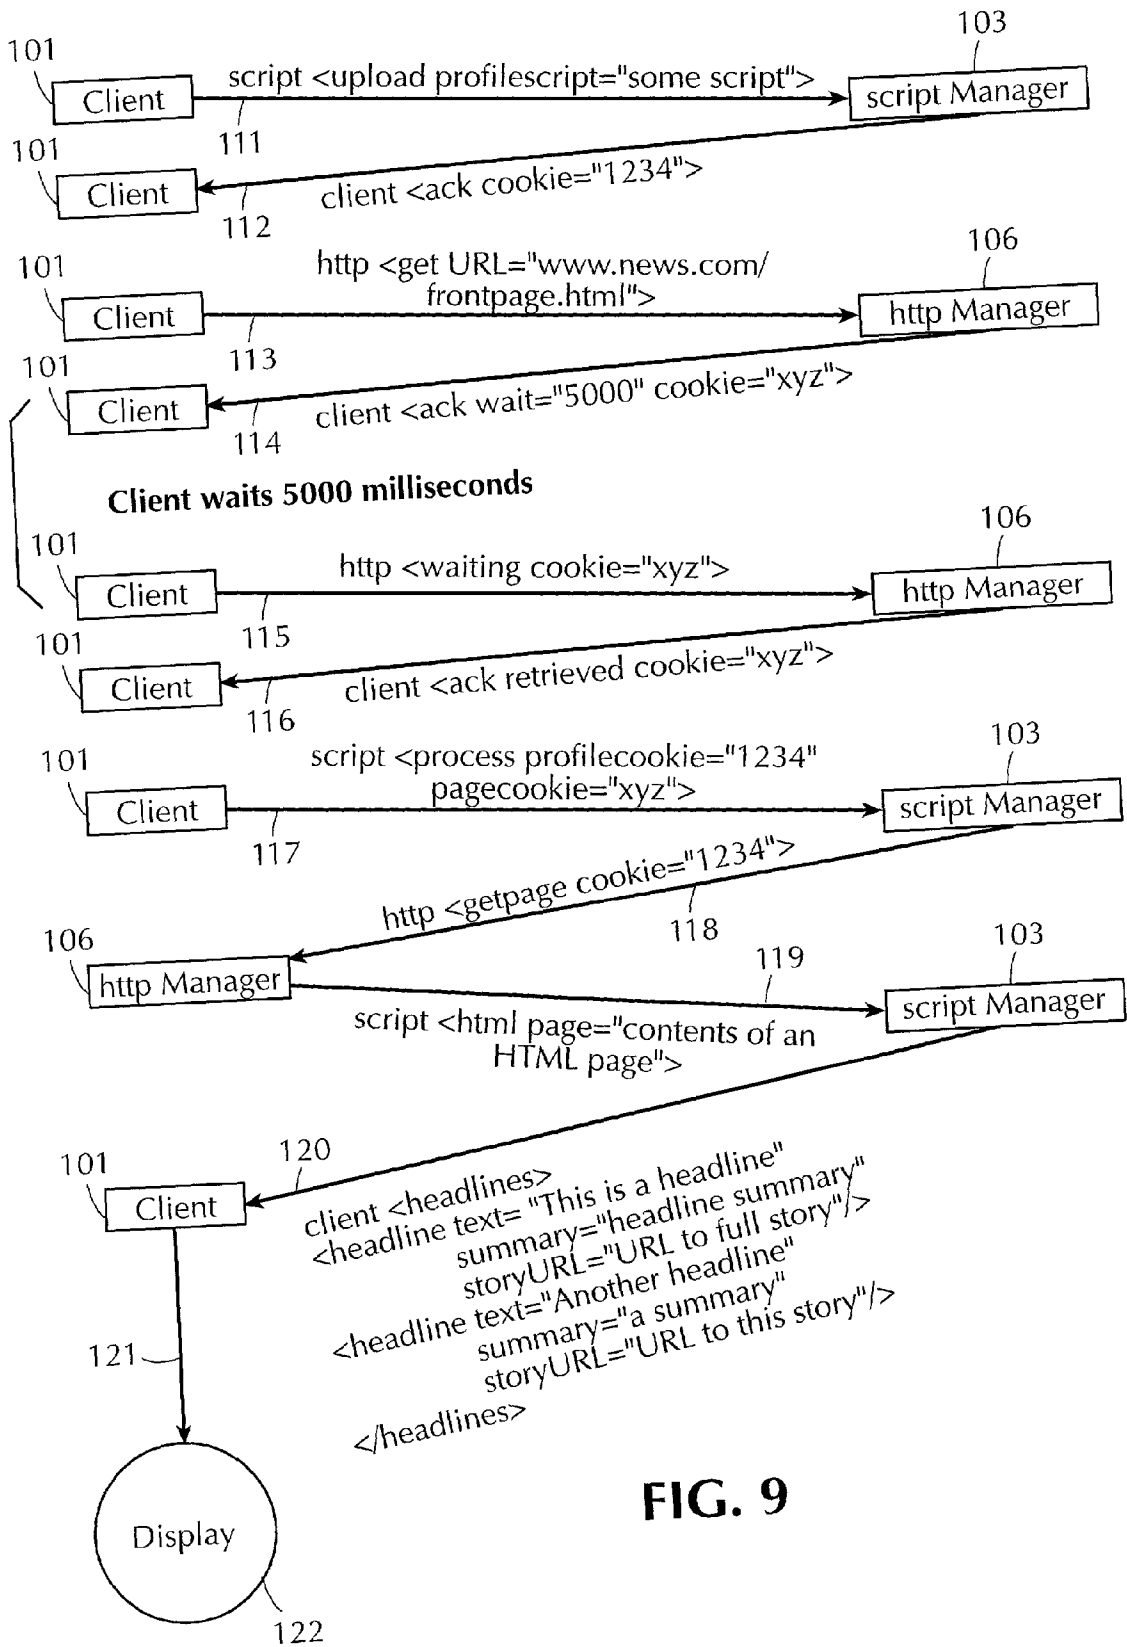 103
101
script <upload profilescript="some script">
Client
script Manager
111
101
client <ack cookie="1234">
Client
112
106
101
http <get URL="www.news.com/
frontpage.html">
Client
http Manager
113
101
client <ack wait="5000" cookie="xyz">
Client
114
Client waits 5000 milliseconds
106
101
http <waiting cookie="xyz">
Client
http Manager
115
101
client <ack retrieved cookie="xyz">
Client
116
103
101
script <process profilecookie="1234"
pagecookie="xyz">
Client
script Manager
117
http <getpage cookie="1234">
118
106
103
119
http Manager
script Manager
script <html page="contents of an
HTML page">
120
101
Client
client <headlines>
<headline text= "This is a headline"
summary="headline summary"
storyURL="URL to full story"/>
<headline text="Another headline"
summary="a summary"
storyURL="URL to this story"/>
</headlines>
121
Display
122
FIG. 9